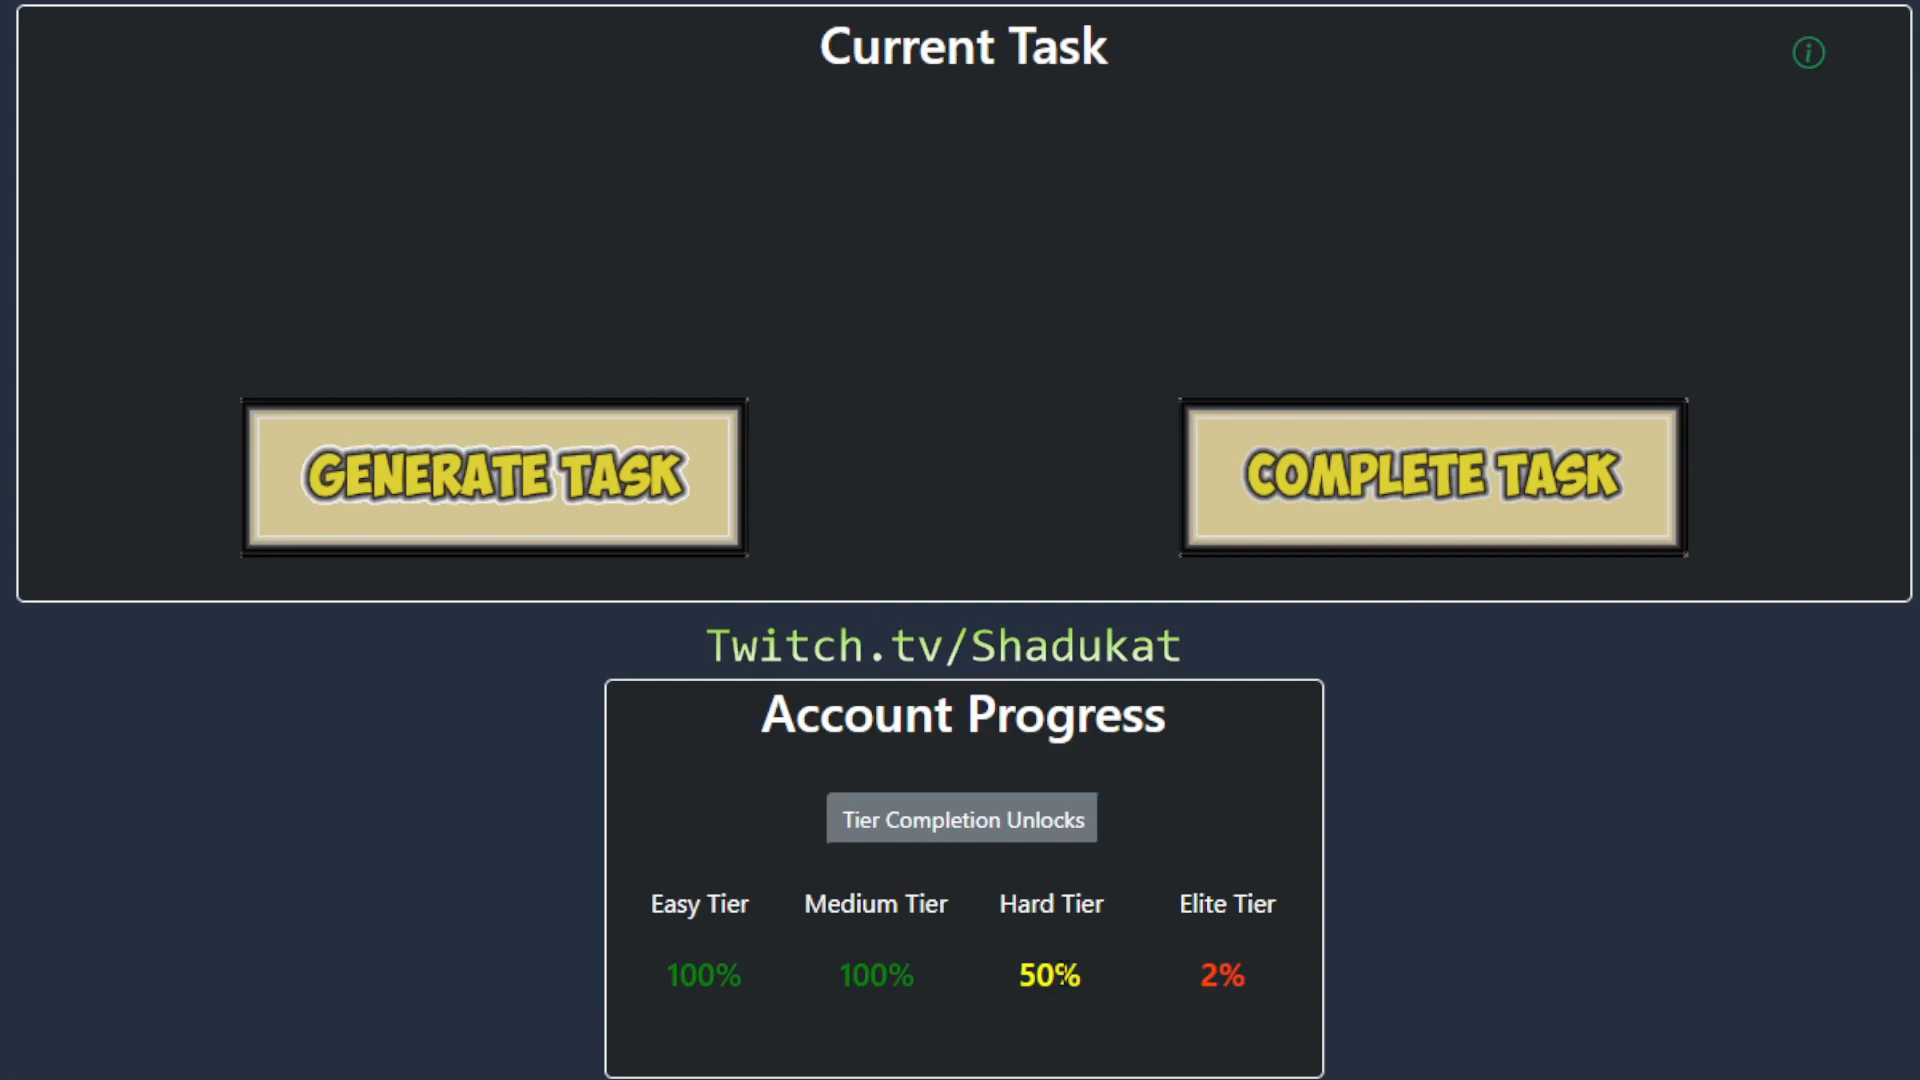 Current Task
i
GENERATE TASK
COMPLETE TASK
Twitch.tv/Shadukat
Account Progress
Tier Completion Unlocks
Easy Tier Medium Tier Hard Tier Elite Tier
100% 100% 50% 2%